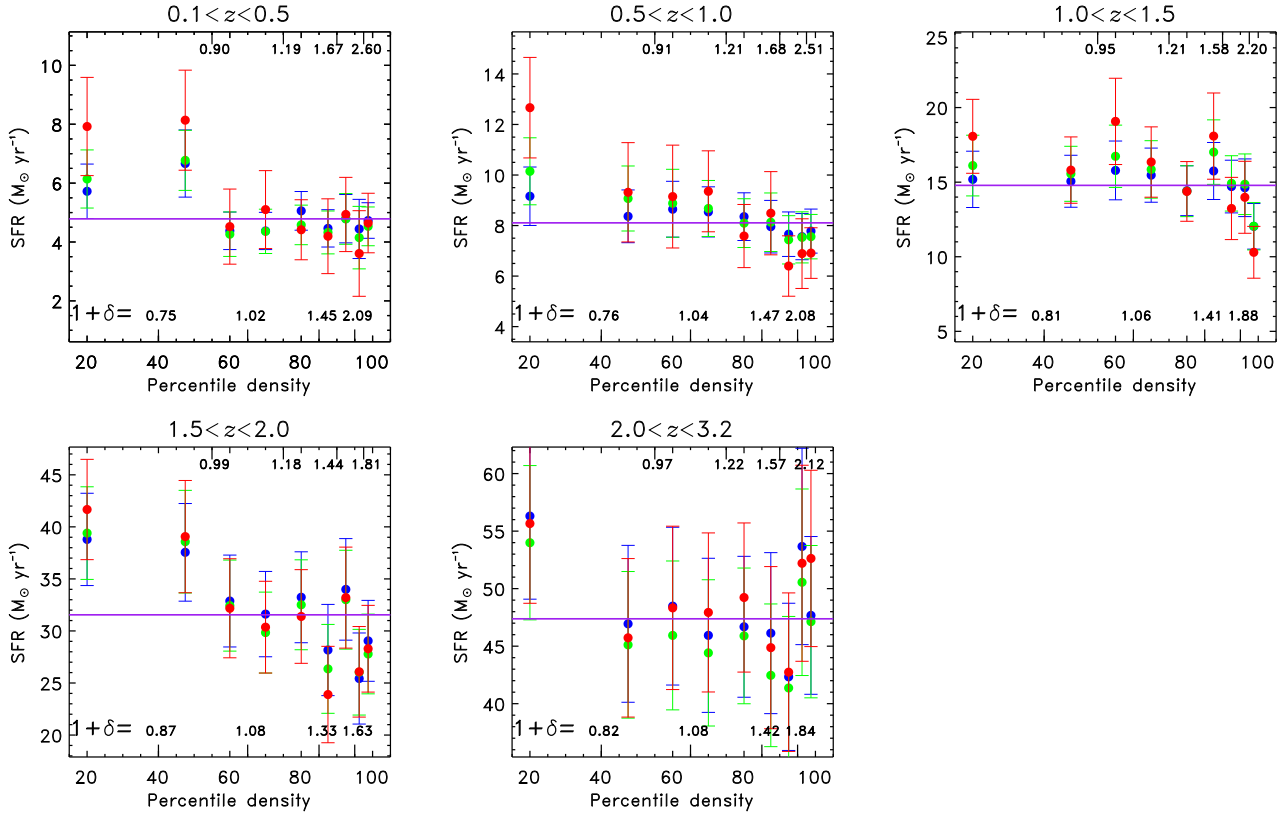 0.1<z<0.5
0.90 1.19 1.67 2.60
10
8
6
4
2
SFR (M⊙ yr⁻¹)
1+δ= 0.75 1.02 1.45 2.09
20 40 60 80 100
Percentile density
0.5<z<1.0
0.91 1.21 1.68 2.51
14
12
10
8
6
4
SFR (M⊙ yr⁻¹)
1+δ= 0.76 1.04 1.47 2.08
20 40 60 80 100
Percentile density
1.0<z<1.5
0.95 1.21 1.58 2.20
25
20
15
10
5
SFR (M⊙ yr⁻¹)
1+δ= 0.81 1.06 1.41 1.88
20 40 60 80 100
Percentile density
1.5<z<2.0
0.99 1.18 1.44 1.81
45
40
35
30
25
20
SFR (M⊙ yr⁻¹)
1+δ= 0.87 1.08 1.33 1.63
20 40 60 80 100
Percentile density
2.0<z<3.2
0.97 1.22 1.57 2.12
60
55
50
45
40
SFR (M⊙ yr⁻¹)
1+δ= 0.82 1.08 1.42 1.84
20 40 60 80 100
Percentile density